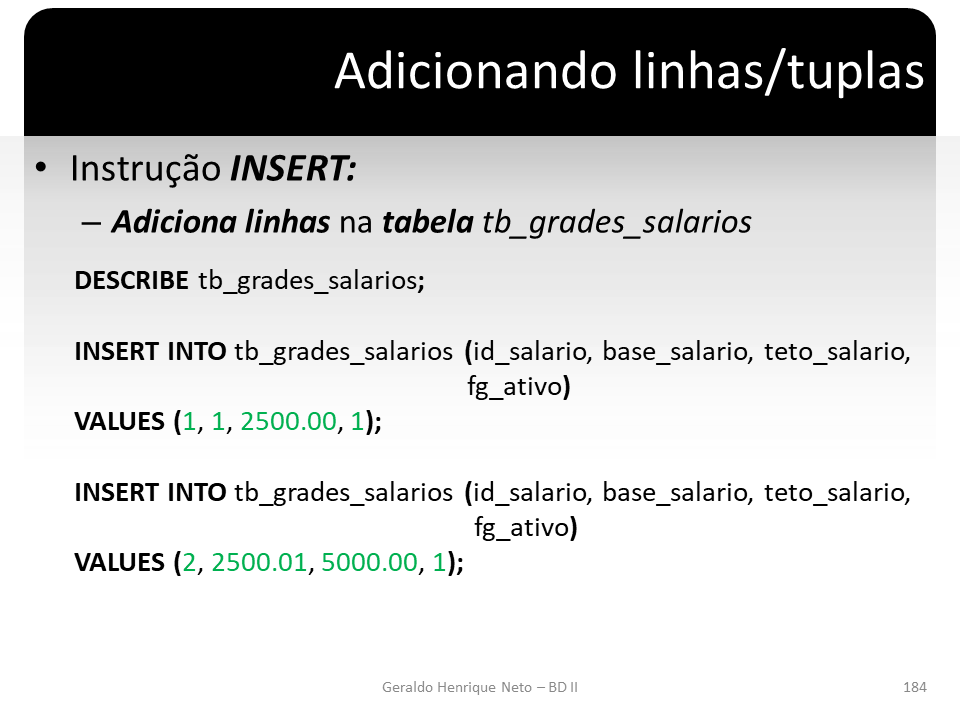 Adicionando linhas/tuplas
• Instrução INSERT:
– Adiciona linhas na tabela tb_grades_salarios
DESCRIBE tb_grades_salarios;
INSERT INTO tb_grades_salarios (id_salario, base_salario, teto_salario,
fg_ativo)
VALUES (1, 1, 2500.00, 1);
INSERT INTO tb_grades_salarios (id_salario, base_salario, teto_salario,
fg_ativo)
VALUES (2, 2500.01, 5000.00, 1);
Geraldo Henrique Neto – BD II
184